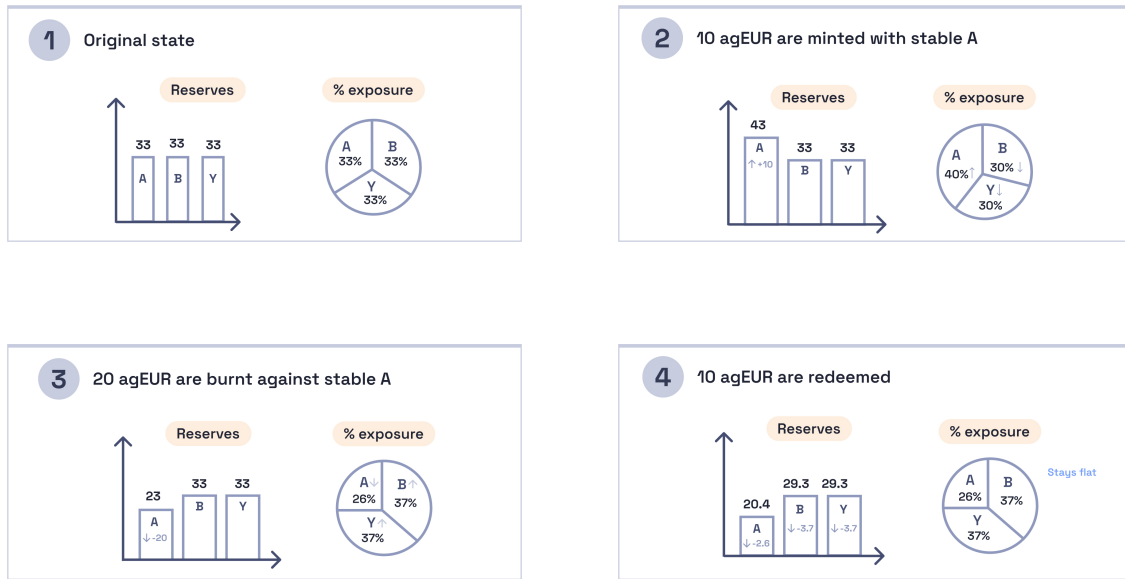 1 Original state
Reserves
% exposure
33 33 33
A B Y
A 33%
B 33%
Y 33%
2 10 agEUR are minted with stable A
Reserves
% exposure
43 33 33
A B Y
↑+10
A 40%↑
B 30%↓
Y↓ 30%
3 20 agEUR are burnt against stable A
Reserves
% exposure
23 33 33
A B Y
↓-20
A↓ 26%
B↑ 37%
Y↑ 37%
4 10 agEUR are redeemed
Reserves
% exposure
Stays flat
20.4 29.3 29.3
A B Y
↓-2.6 ↓-3.7 ↓-3.7
A 26%
B 37%
Y 37%